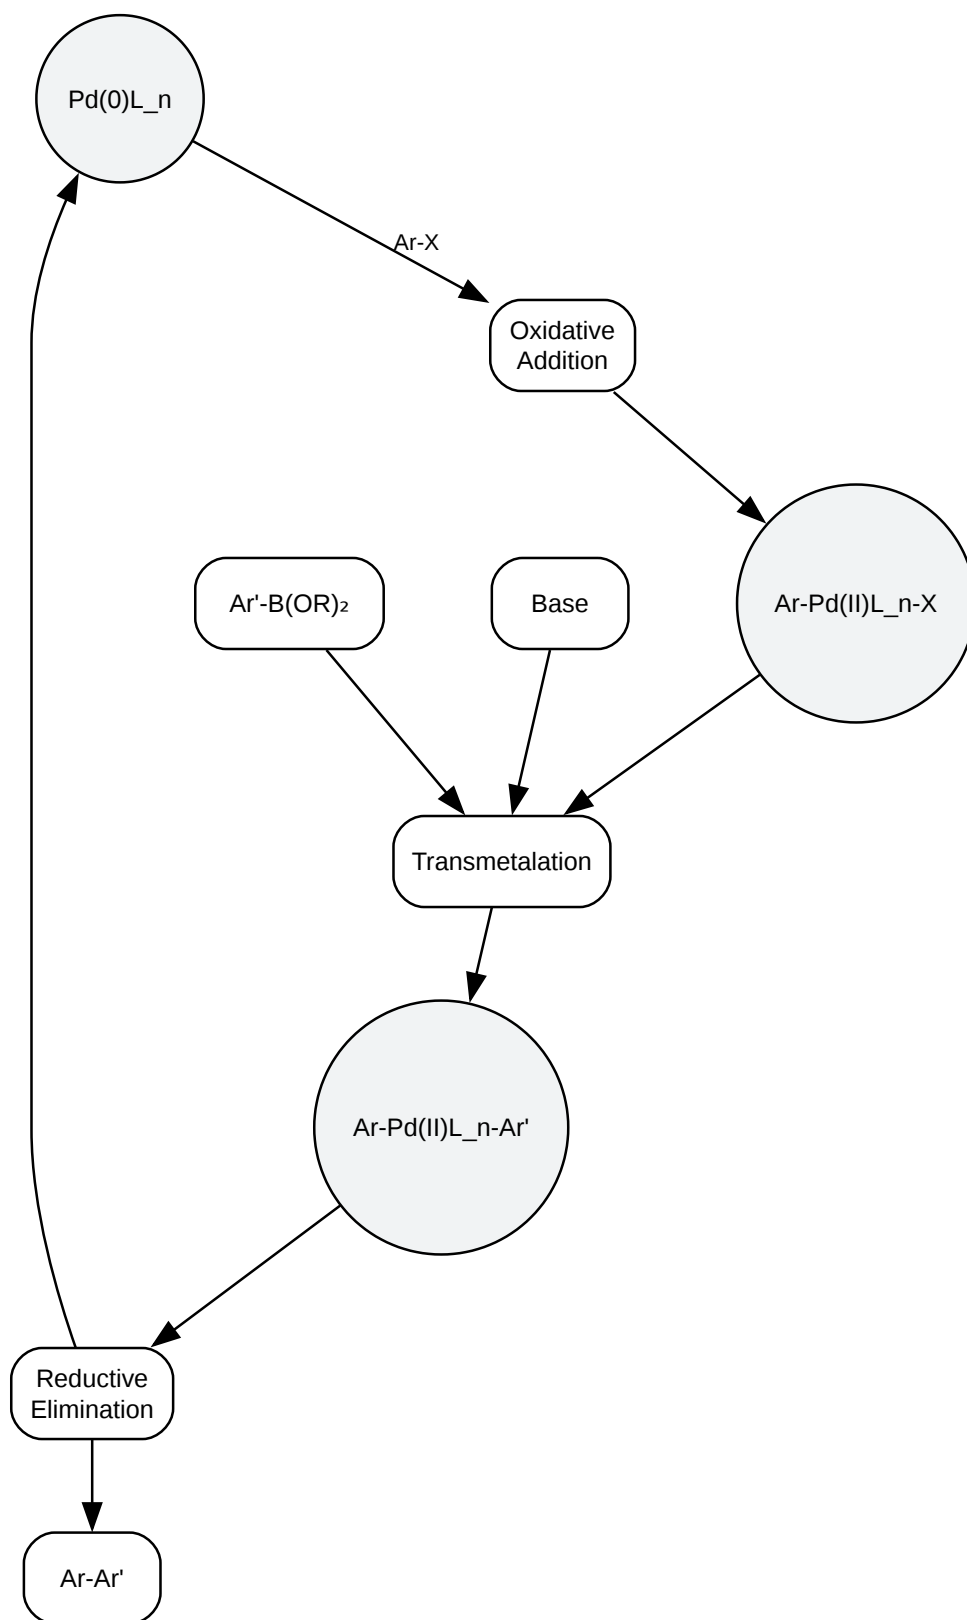 Pd(0)L_n
Ar-X
Oxidative
Addition
Ar'-B(OR)₂
Base
Ar-Pd(II)L_n-X
Transmetalation
Ar-Pd(II)L_n-Ar'
Reductive
Elimination
Ar-Ar'